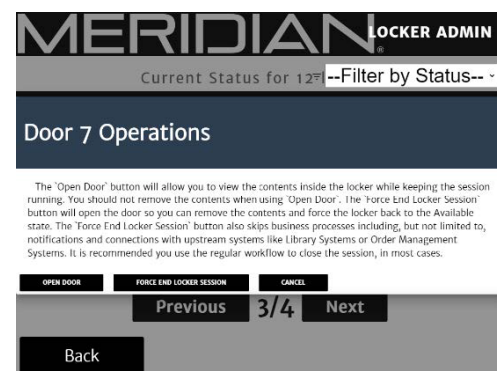 MERIDIAN®
LOCKER ADMIN
Current Status for 12
--Filter by Status--
Door 7 Operations
The `Open Door` button will allow you to view the contents inside the locker while keeping the session
running. You should not remove the contents when using `Open Door`. The `Force End Locker Session`
button will open the door so you can remove the contents and force the locker back to the Available
state. The `Force End Locker Session` button also skips business processes including, but not limited to,
notifications and connections with upstream systems like Library Systems or Order Management
Systems. It is recommended you use the regular workflow to close the session, in most cases.
OPEN DOOR FORCE END LOCKER SESSION CANCEL
Previous 3/4 Next
Back